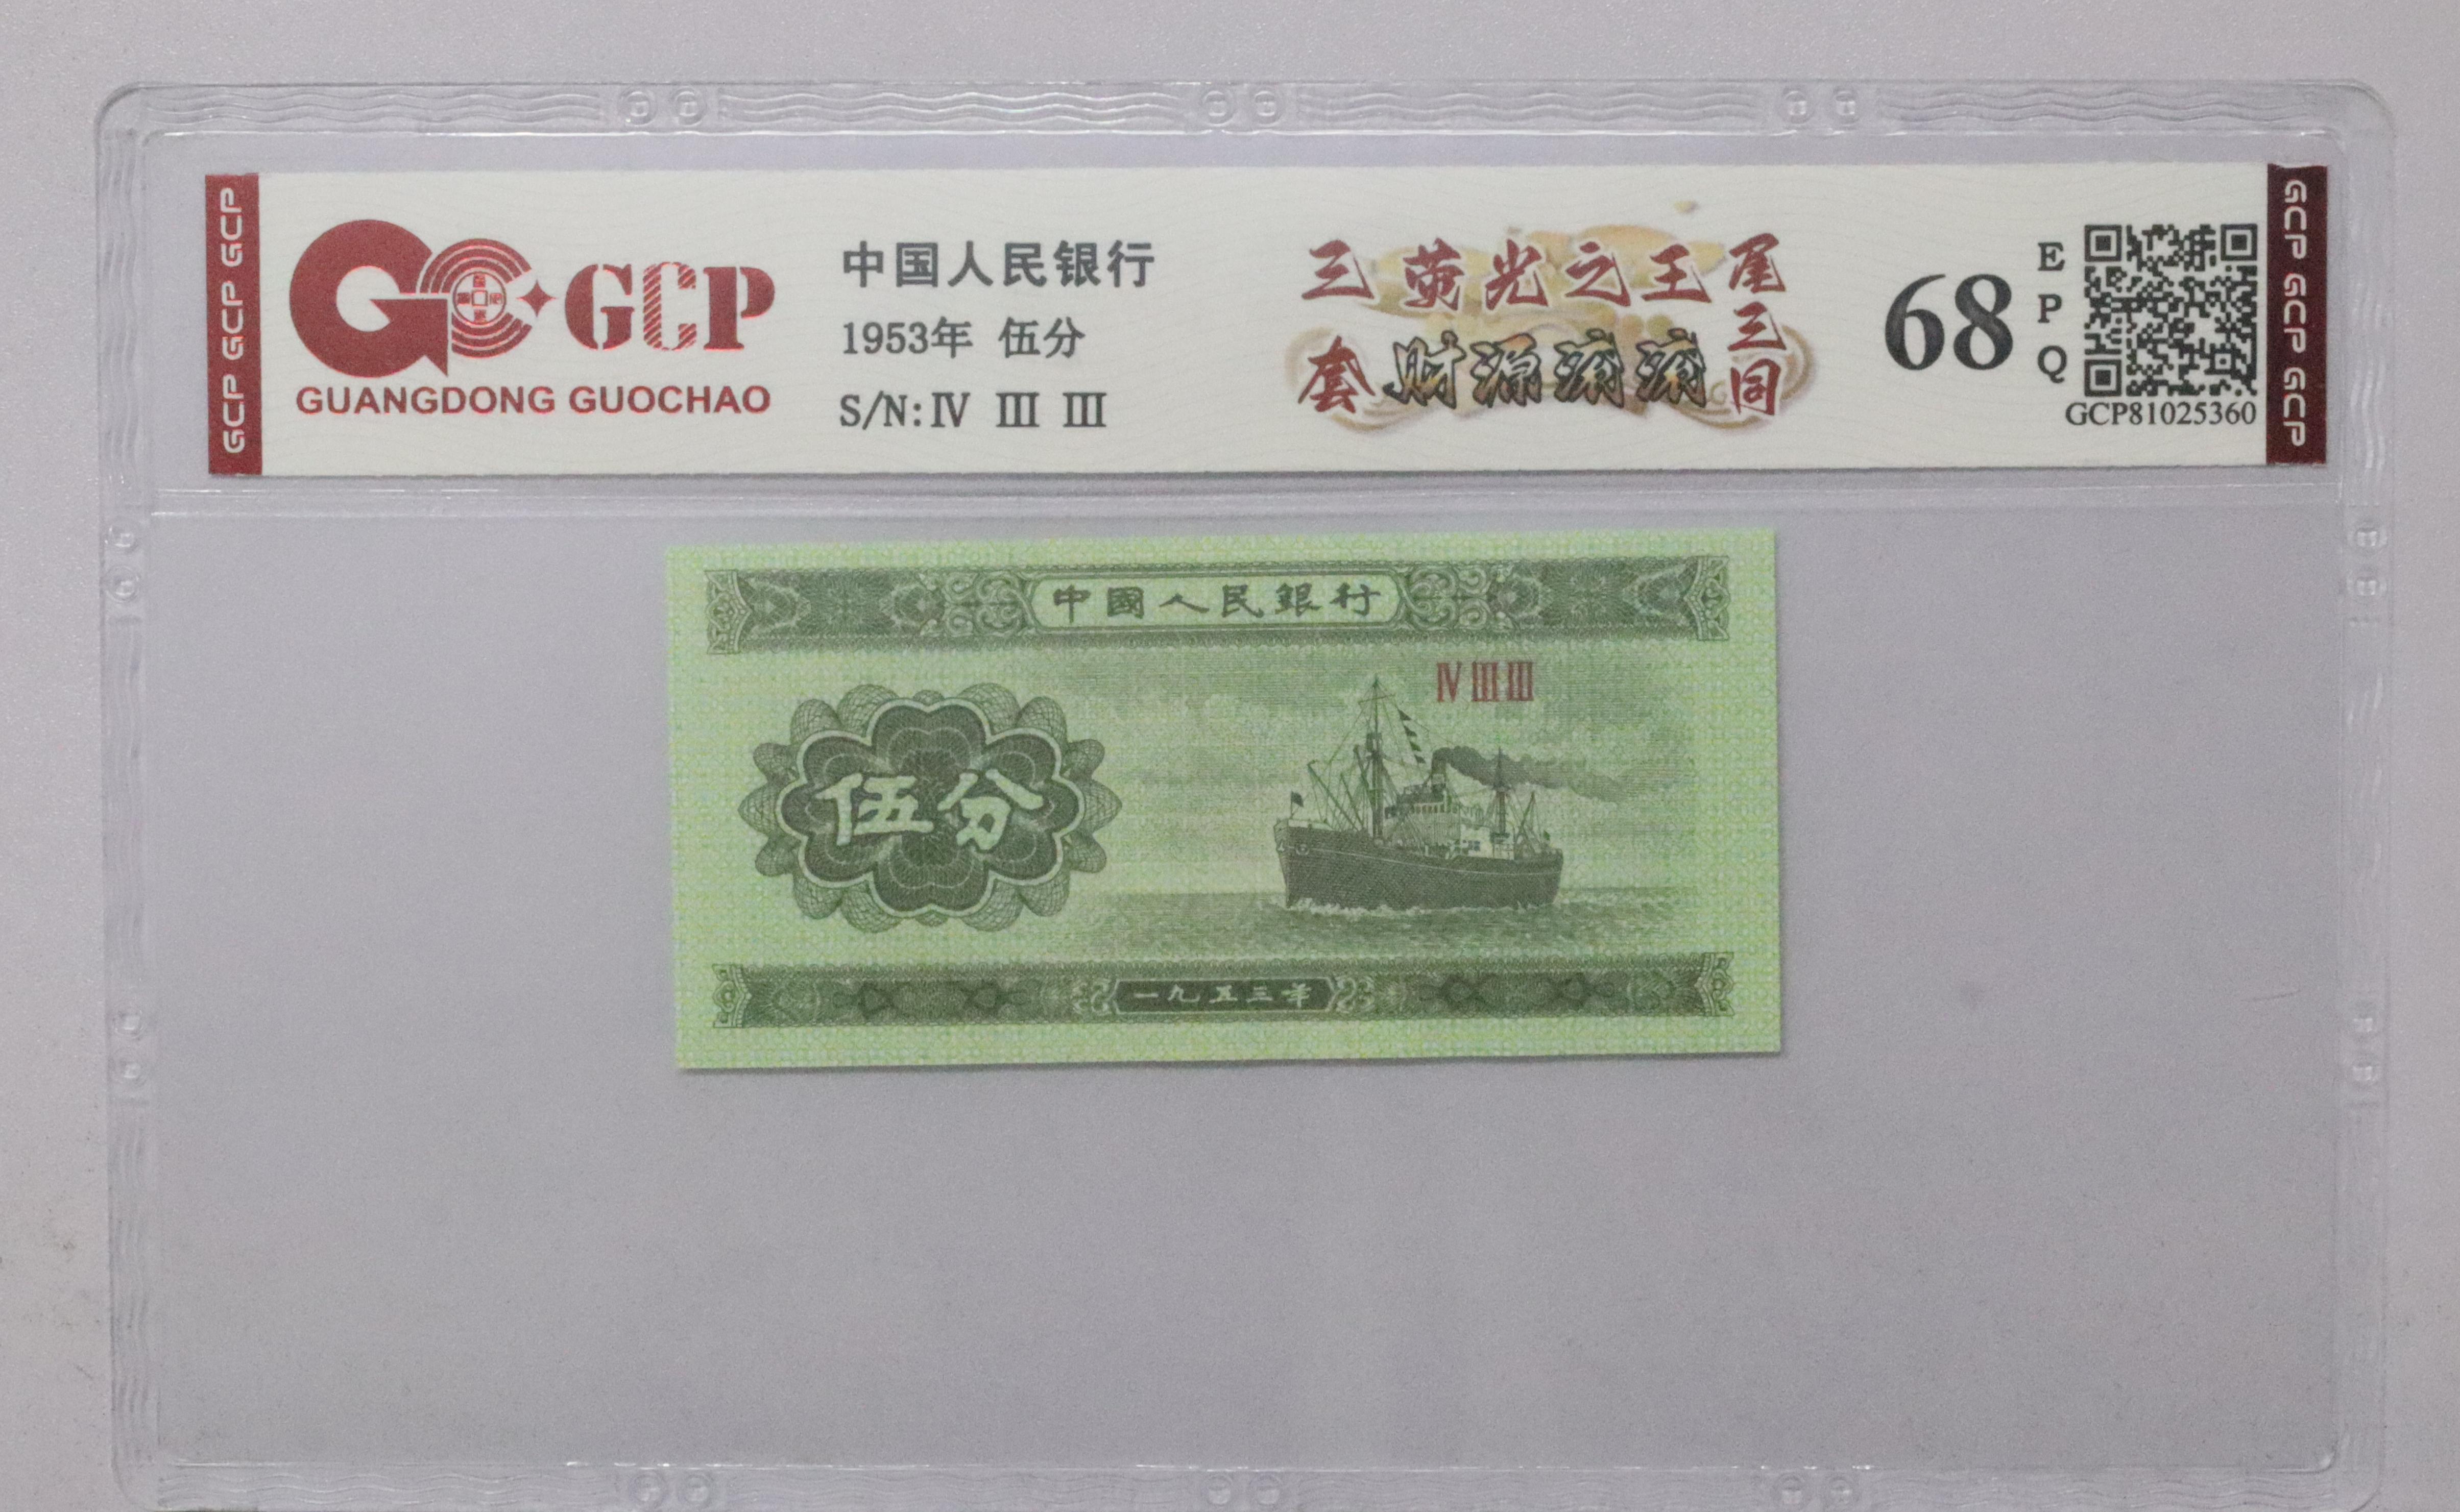 GCP GCP GCP
GCP
GUANGDONG GUOCHAO
中国人民银行
1953年 伍分
S/N: IV III III
三套
荧光之王
财源滚滚
尾三同
68
EPQ
GCP81025360
GCP GCP GCP
中國人民銀行
IV III III
伍分
一九五三年